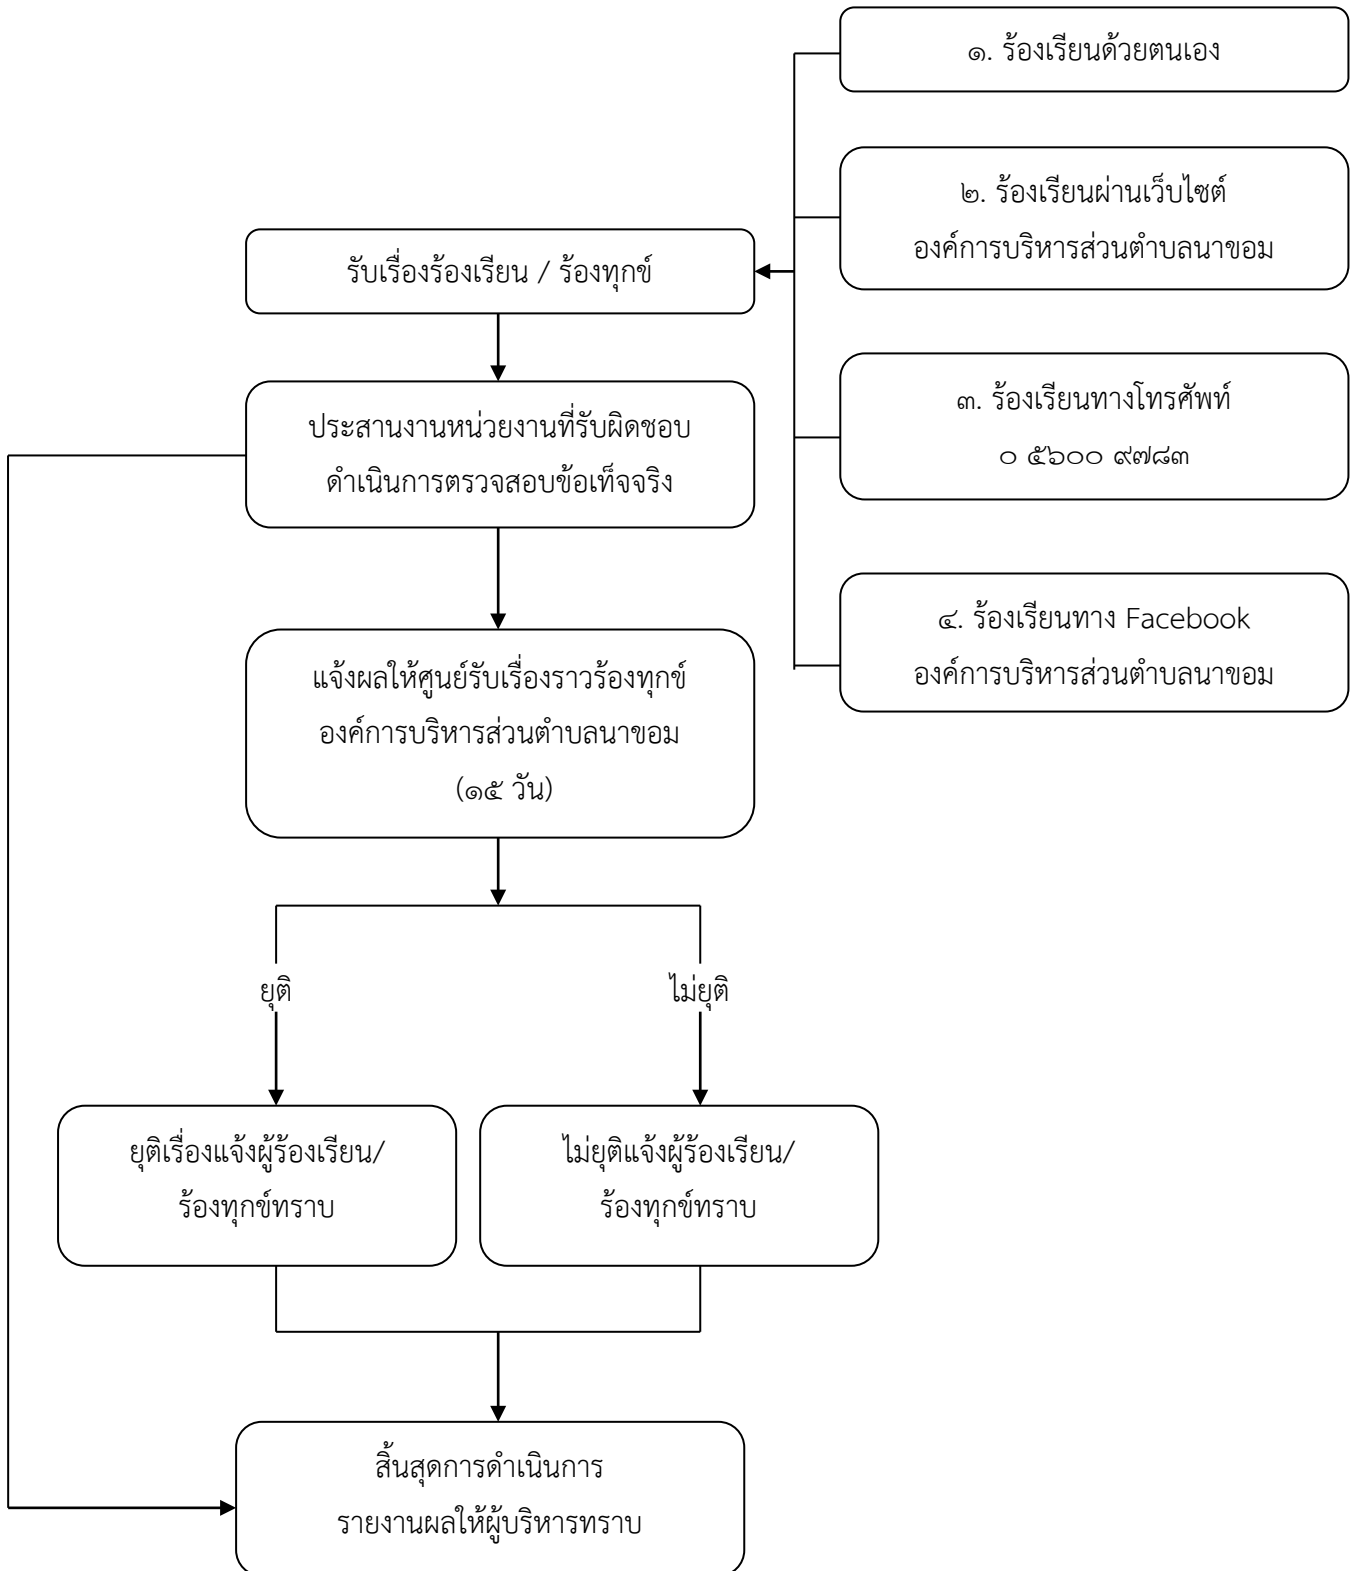 ๑. ร้องเรียนด้วยตนเอง
๒. ร้องเรียนผ่านเว็บไซต์
องค์การบริหารส่วนตำบลนาขอม
๓. ร้องเรียนทางโทรศัพท์
๐ ๕๖๐๐ ๙๗๘๓
๔. ร้องเรียนทาง Facebook
องค์การบริหารส่วนตำบลนาขอม
รับเรื่องร้องเรียน / ร้องทุกข์
ประสานงานหน่วยงานที่รับผิดชอบ
ดำเนินการตรวจสอบข้อเท็จจริง
แจ้งผลให้ศูนย์รับเรื่องราวร้องทุกข์
องค์การบริหารส่วนตำบลนาขอม
(๑๕ วัน)
ยุติ
ไม่ยุติ
ยุติเรื่องแจ้งผู้ร้องเรียน/
ร้องทุกข์ทราบ
ไม่ยุติแจ้งผู้ร้องเรียน/
ร้องทุกข์ทราบ
สิ้นสุดการดำเนินการ
รายงานผลให้ผู้บริหารทราบ